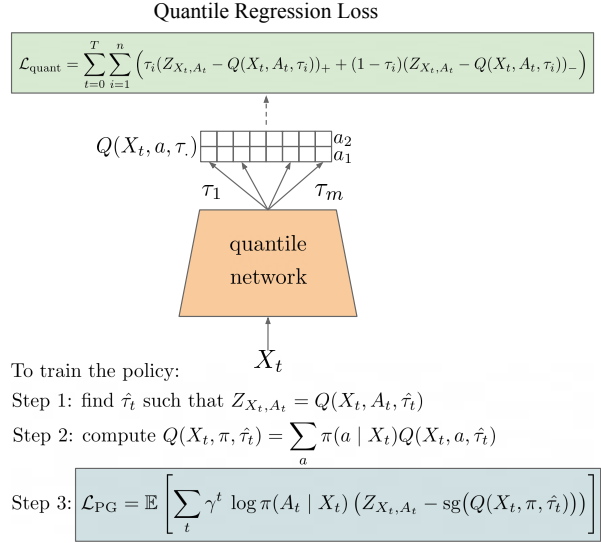 Quantile Regression Loss
$\mathcal{L}_{\text{quant}} = \sum_{t=0}^{T} \sum_{i=1}^{n} \Big( \tau_i (Z_{X_t, A_t} - Q(X_t, A_t, \tau_i))_+ + (1 - \tau_i)(Z_{X_t, A_t} - Q(X_t, A_t, \tau_i))_- \Big)$
$Q(X_t, a, \tau_.)$ $a_2$
$a_1$
$\tau_1$ $\tau_m$
quantile
network
$X_t$
To train the policy:
Step 1: find $\hat{\tau}_t$ such that $Z_{X_t, A_t} = Q(X_t, A_t, \hat{\tau}_t)$
Step 2: compute $Q(X_t, \pi, \hat{\tau}_t) = \sum_a \pi(a \mid X_t) Q(X_t, a, \hat{\tau}_t)$
Step 3: $\mathcal{L}_{\text{PG}} = \mathbb{E} \left[ \sum_t \gamma^t \log \pi(A_t \mid X_t) \left( Z_{X_t, A_t} - \text{sg}(Q(X_t, \pi, \hat{\tau}_t)) \right) \right]$